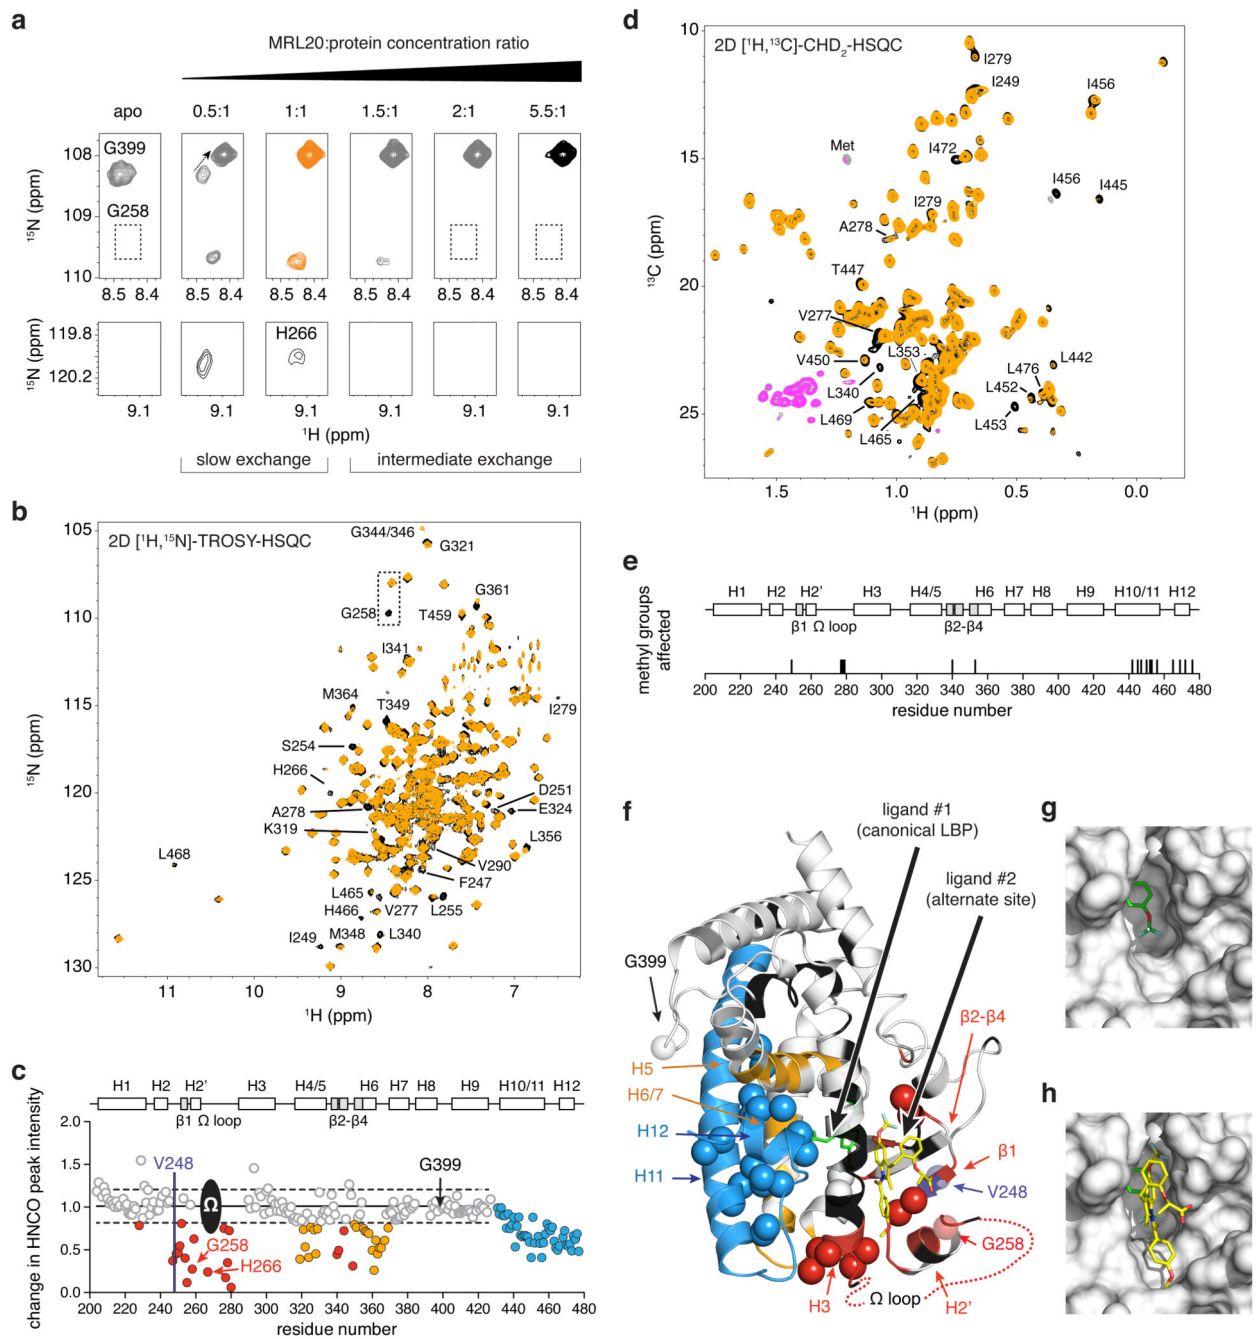 a
MRL20:protein concentration ratio
apo 0.5:1 1:1 1.5:1 2:1 5.5:1
G399
G258
108
109
110
¹⁵N (ppm)
8.5 8.4 8.5 8.4 8.5 8.4 8.5 8.4 8.5 8.4 8.5 8.4
H266
119.8
120.2
¹⁵N (ppm)
9.1 9.1 9.1 9.1 9.1 9.1
¹H (ppm)
slow exchange intermediate exchange
b
2D [¹H,¹⁵N]-TROSY-HSQC
105
110
115
120
125
130
¹⁵N (ppm)
G344/346
G321
G361
G258
T459
I341
M364
T349
I279
S254
H266
D251
A278
E324
K319
L356
L468
V290
F247
L465
H466
V277
L255
I249
M348
L340
11 10 9 8 7
¹H (ppm)
c
H1 H2 H2' H3 H4/5 H6 H7 H8 H9 H10/11 H12
β1 Ω loop β2-β4
change in HNCO peak intensity
2.0
1.5
1.0
0.5
0.0
V248
Ω
G399
G258
H266
200 220 240 260 280 300 320 340 360 380 400 420 440 460 480
residue number
d
2D [¹H,¹³C]-CHD₂-HSQC
10
15
20
25
¹³C (ppm)
I279
I249
I456
Met
I472
I456
I445
I279
A278
T447
V277
V450
L353
L340
L442
L476
L452
L453
L469
L465
1.5 1.0 0.5 0.0
¹H (ppm)
e
H1 H2 H2' H3 H4/5 H6 H7 H8 H9 H10/11 H12
β1 Ω loop β2-β4
methyl groups
affected
200 220 240 260 280 300 320 340 360 380 400 420 440 460 480
residue number
f
ligand #1
(canonical LBP)
ligand #2
(alternate site)
G399
β2-β4
H5
H6/7
H12
β1
H11
V248
G258
H3
Ω loop
H2'
g
h